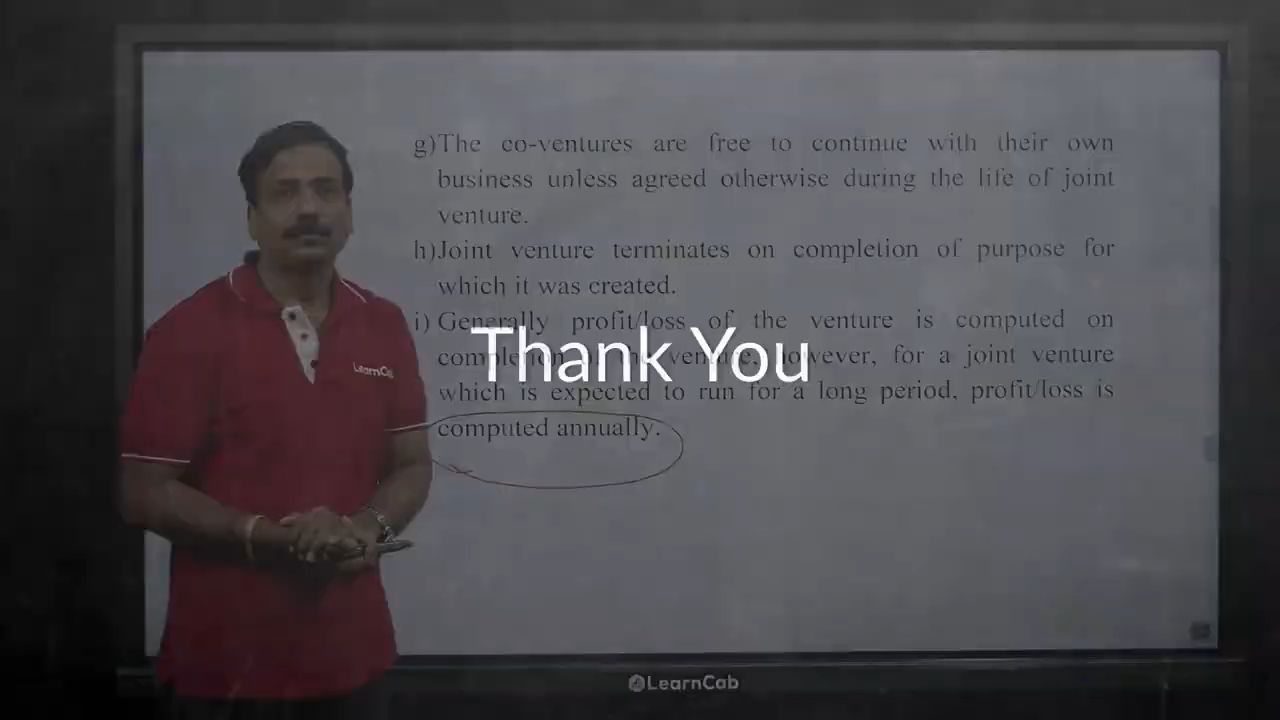 g)The co-ventures are free to continue with their own
business unless agreed otherwise during the life of joint
venture.
h)Joint venture terminates on completion of purpose for
which it was created.
i) Generally profit/loss of the venture is computed on
completion of the venture, however, for a joint venture
Thank You
which is expected to run for a long period, profit/loss is
computed annually.
LearnCab
LearnCab